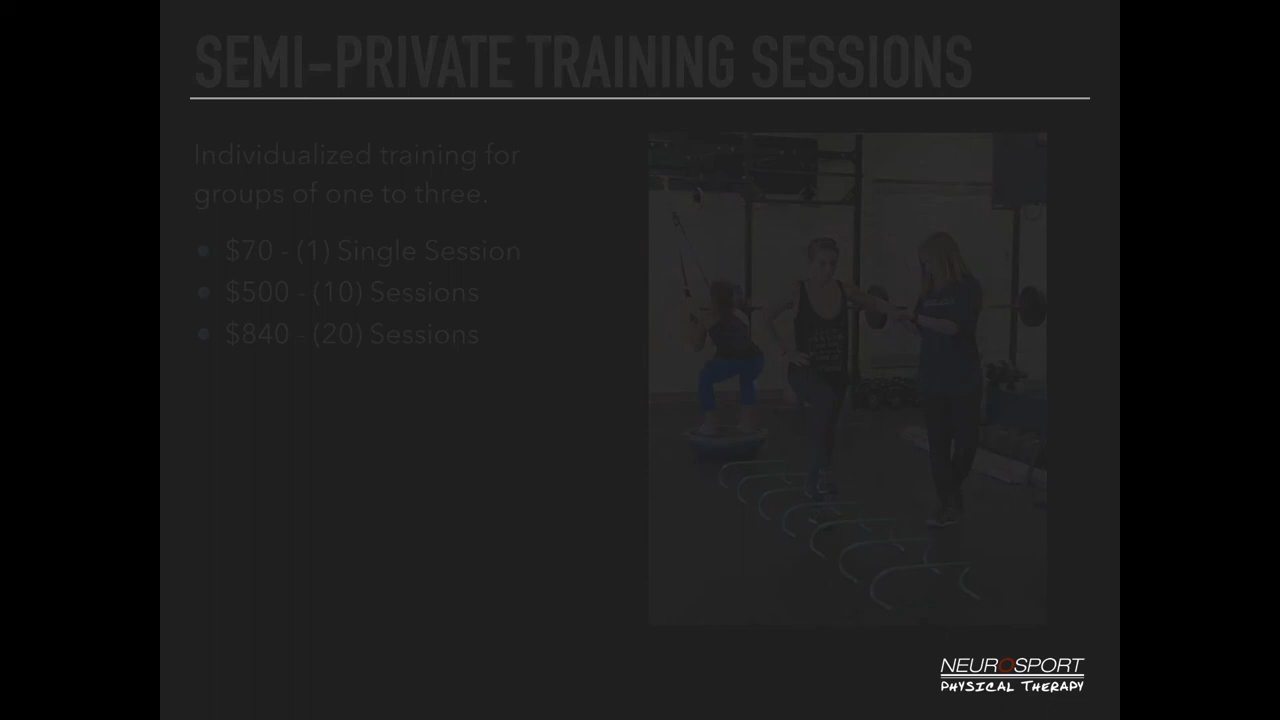 SEMI-PRIVATE TRAINING SESSIONS
Individualized training for
groups of one to three.
• $70 - (1) Single Session
• $500 - (10) Sessions
• $840 - (20) Sessions
NEUROSPORT
PHYSICAL THERAPY